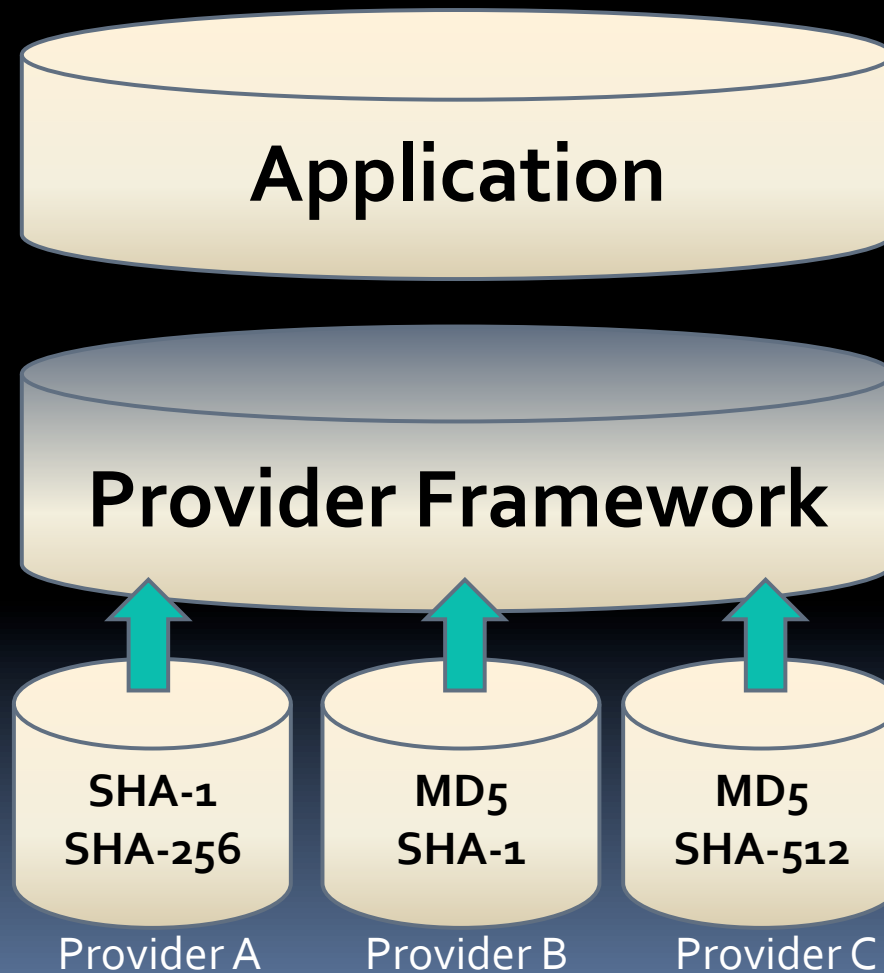 Application
Provider Framework
SHA-1
SHA-256
MD5
SHA-1
MD5
SHA-512
Provider A
Provider B
Provider C